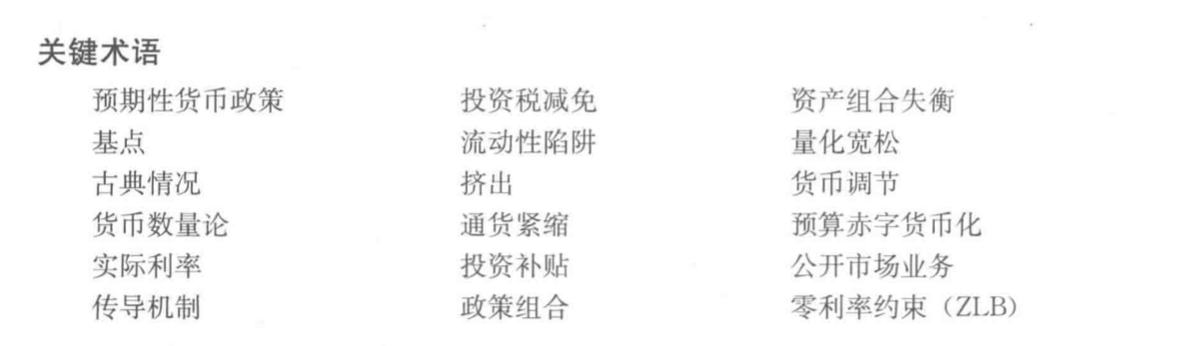 关键术语
预期性货币政策 投资税减免 资产组合失衡
基点 流动性陷阱 量化宽松
古典情况 挤出 货币调节
货币数量论 通货紧缩 预算赤字货币化
实际利率 投资补贴 公开市场业务
传导机制 政策组合 零利率约束（ZLB）